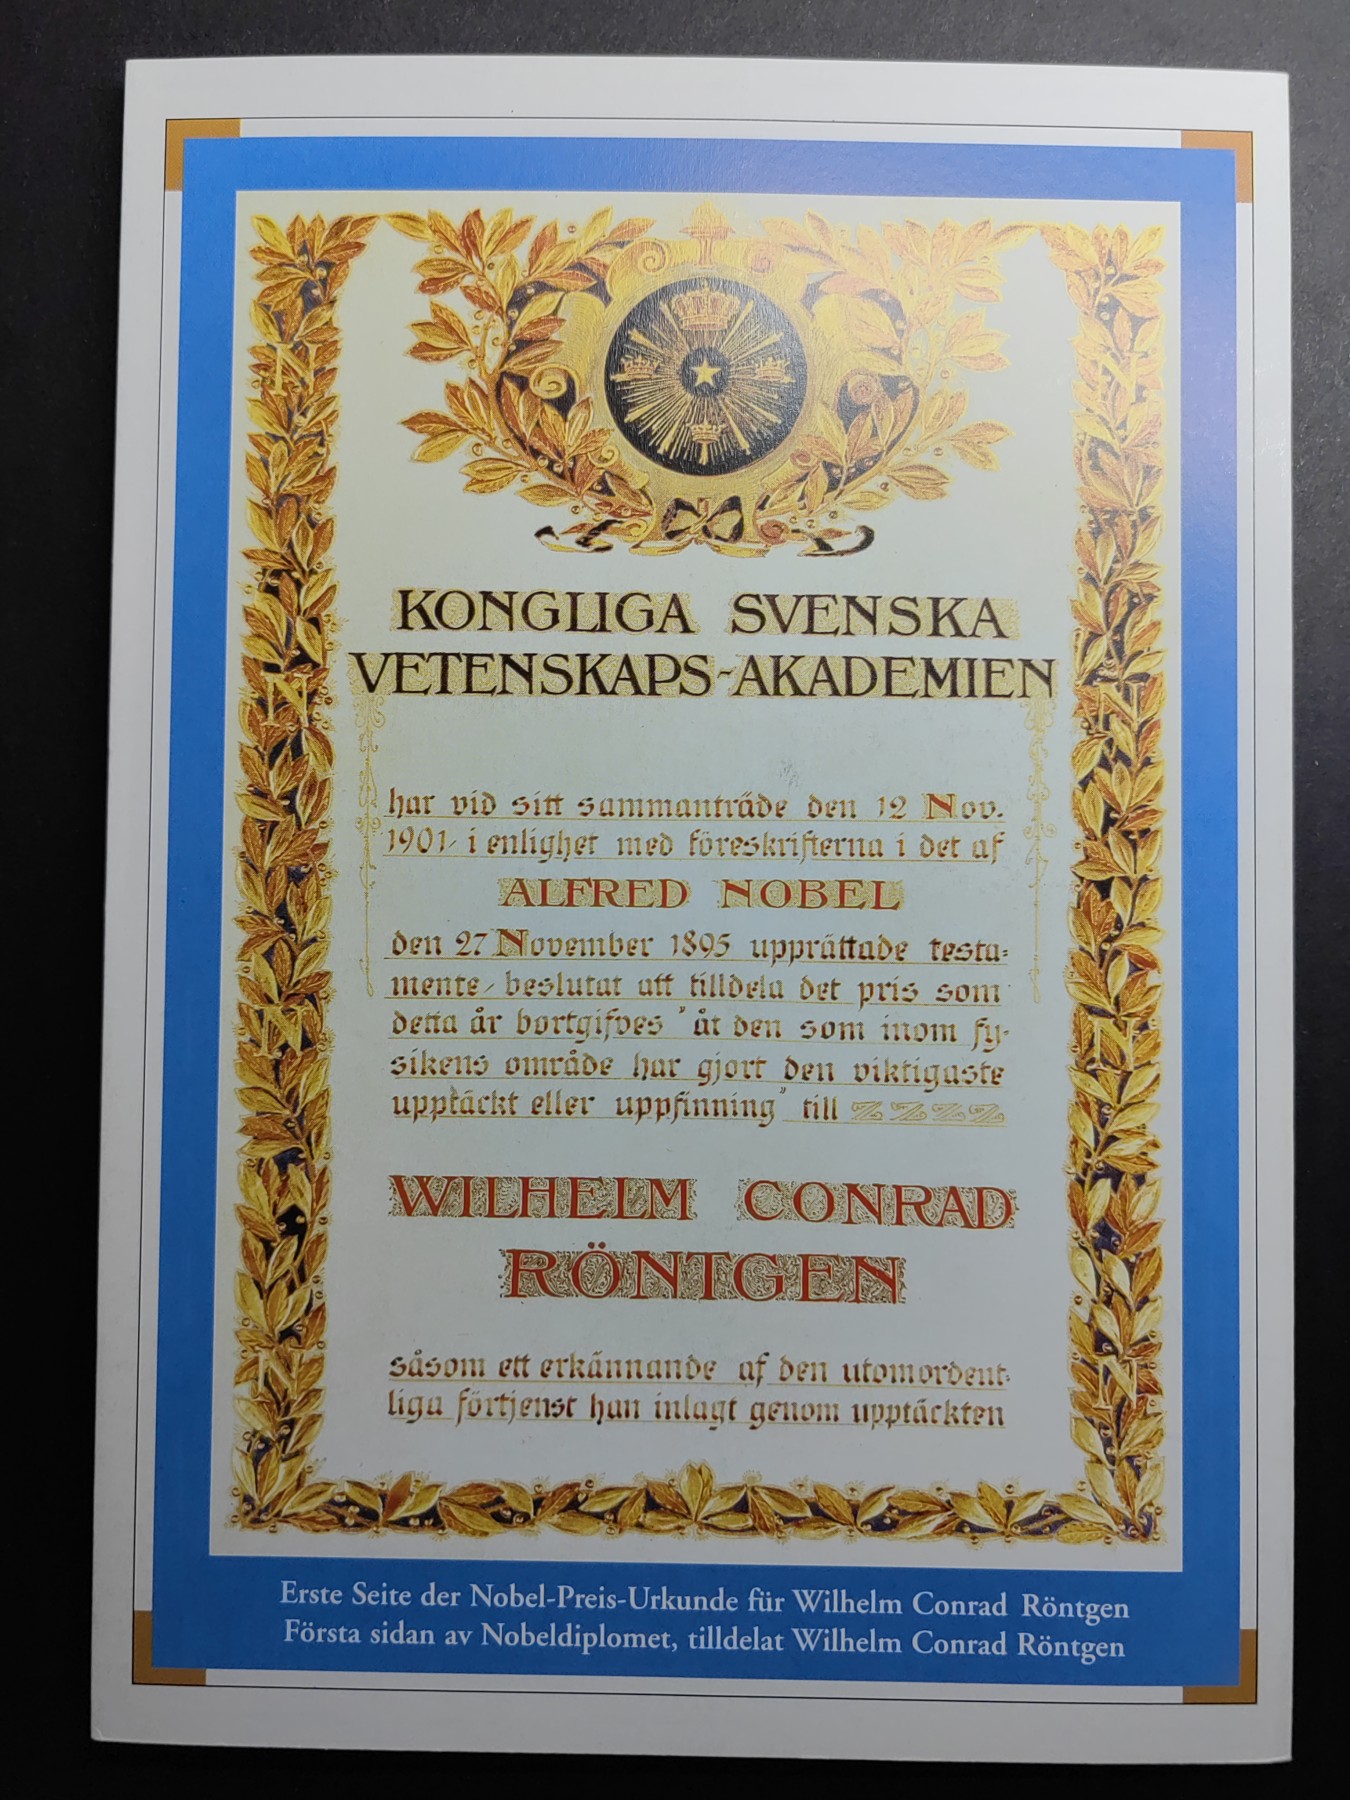 KONGLIGA SVENSKA
VETENSKAPS-AKADEMIEN
har vid sitt sammanträde den 12 Nov.
1901, i enlighet med föreskrifterna i det af
ALFRED NOBEL
den 27 November 1895 upprättade testa-
mente, beslutat att tilldela det pris som
detta år bortgifves "åt den som inom fy-
sikens område har gjort den viktigaste
upptäckt eller uppfinning" till
WILHELM CONRAD
RÖNTGEN
såsom ett erkännande af den utomordent-
liga förtjenst han inlagt genom upptäckten
Erste Seite der Nobel-Preis-Urkunde für Wilhelm Conrad Röntgen
Första sidan av Nobeldiplomet, tilldelat Wilhelm Conrad Röntgen